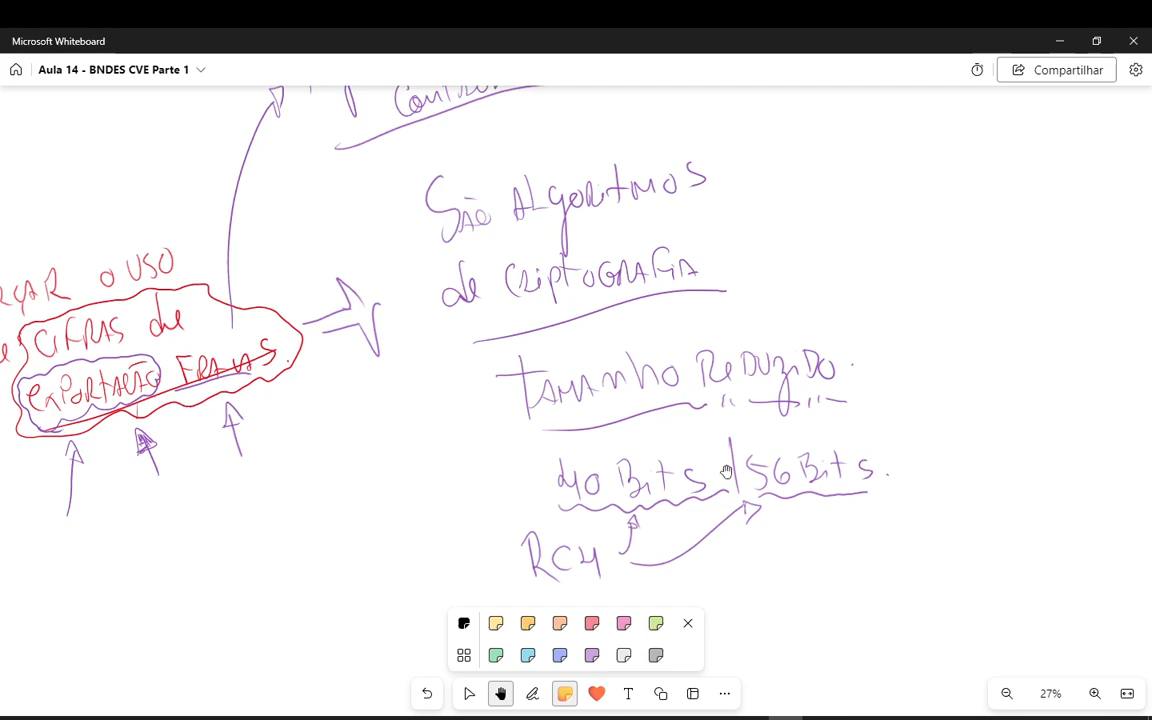 Microsoft Whiteboard
Aula 14 - BNDES CVE Parte 1
Compartilhar
São Algoritmos
de Criptografia
o USO
CIFRAS de
EXPORTAÇÃO FRACAS.
TAMANHO REDUZIDO.
40 Bits / 56 Bits.
RC4
27%